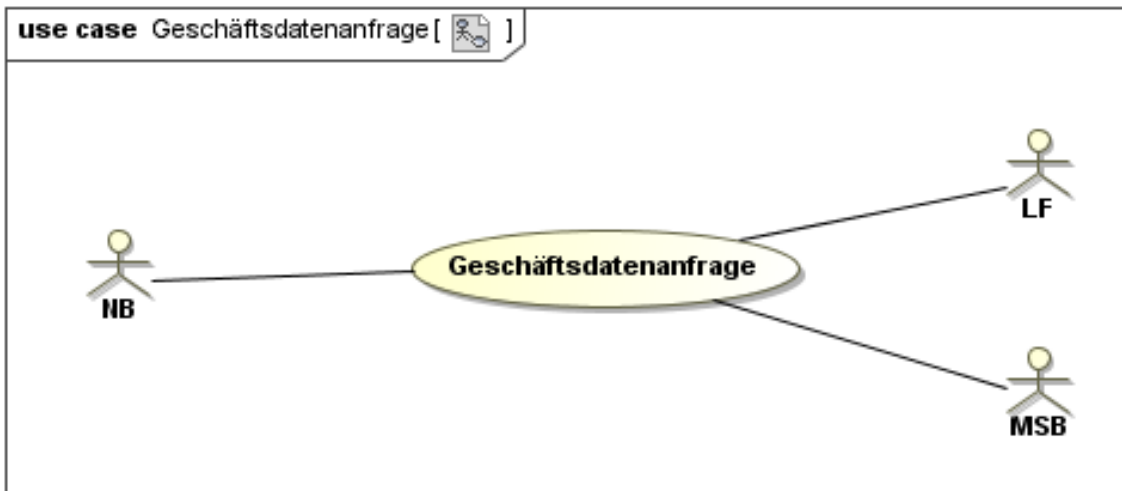 use case Geschäftsdatenanfrage [ ]
LF
Geschäftsdatenanfrage
NB
MSB